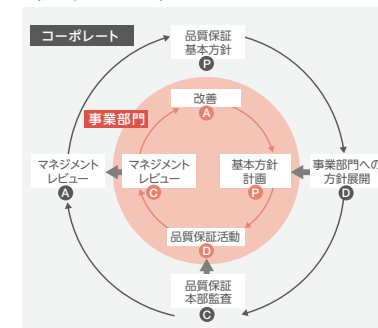 コーポレート
品質保証
基本方針
P
改善
A
事業部門
マネジメント
レビュー
A
マネジメント
レビュー
C
基本方針
計画
P
事業部門への
方針展開
D
品質保証活動
D
品質保証
本部監査
C